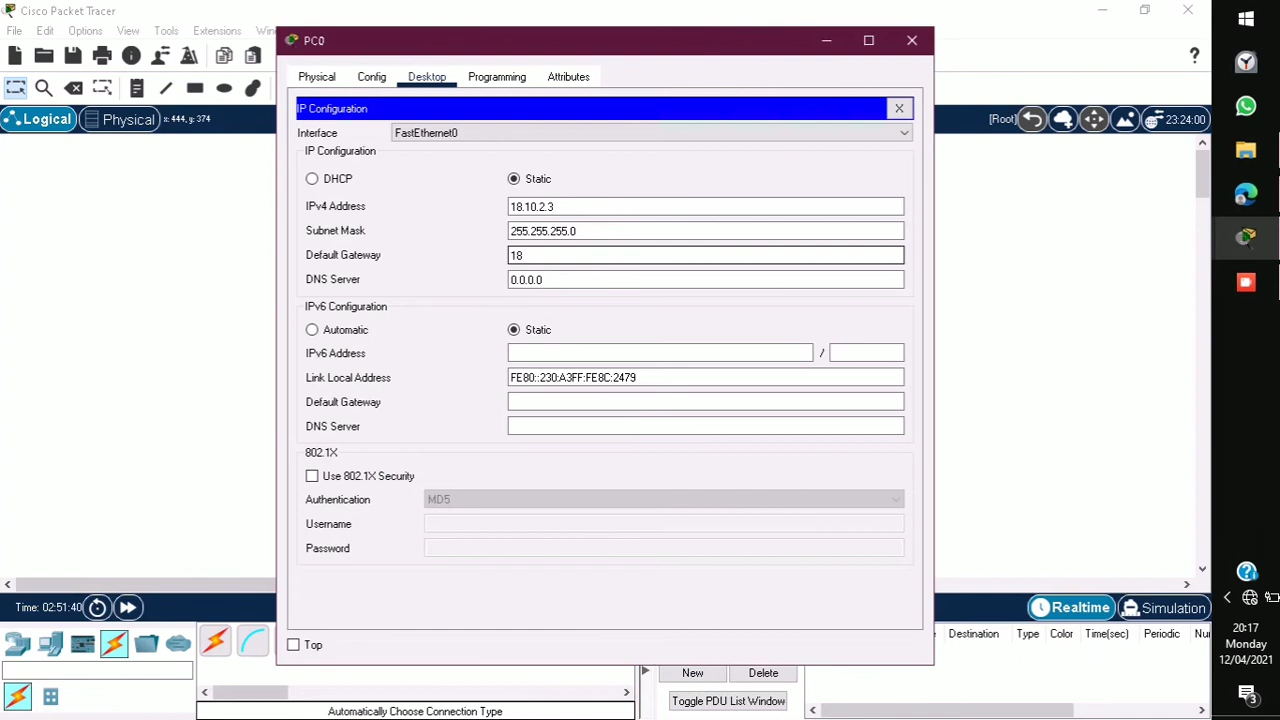 Cisco Packet Tracer
File Edit Options View Tools Extensions
PC0
Physical Config Desktop Programming Attributes
IP Configuration X
Logical Physical x: 444, y: 374
[Root] 23:24:00
Interface FastEthernet0
IP Configuration
DHCP Static
IPv4 Address 18.10.2.3
Subnet Mask 255.255.255.0
Default Gateway 18
DNS Server 0.0.0.0
IPv6 Configuration
Automatic Static
IPv6 Address /
Link Local Address FE80::230:A3FF:FE8C:2479
Default Gateway
DNS Server
802.1X
Use 802.1X Security
Authentication MD5
Username
Password
Top
Time: 02:51:40
Realtime Simulation
Destination Type Color Time(sec) Periodic
New Delete
Toggle PDU List Window
Automatically Choose Connection Type
20:17
Monday
12/04/2021
3